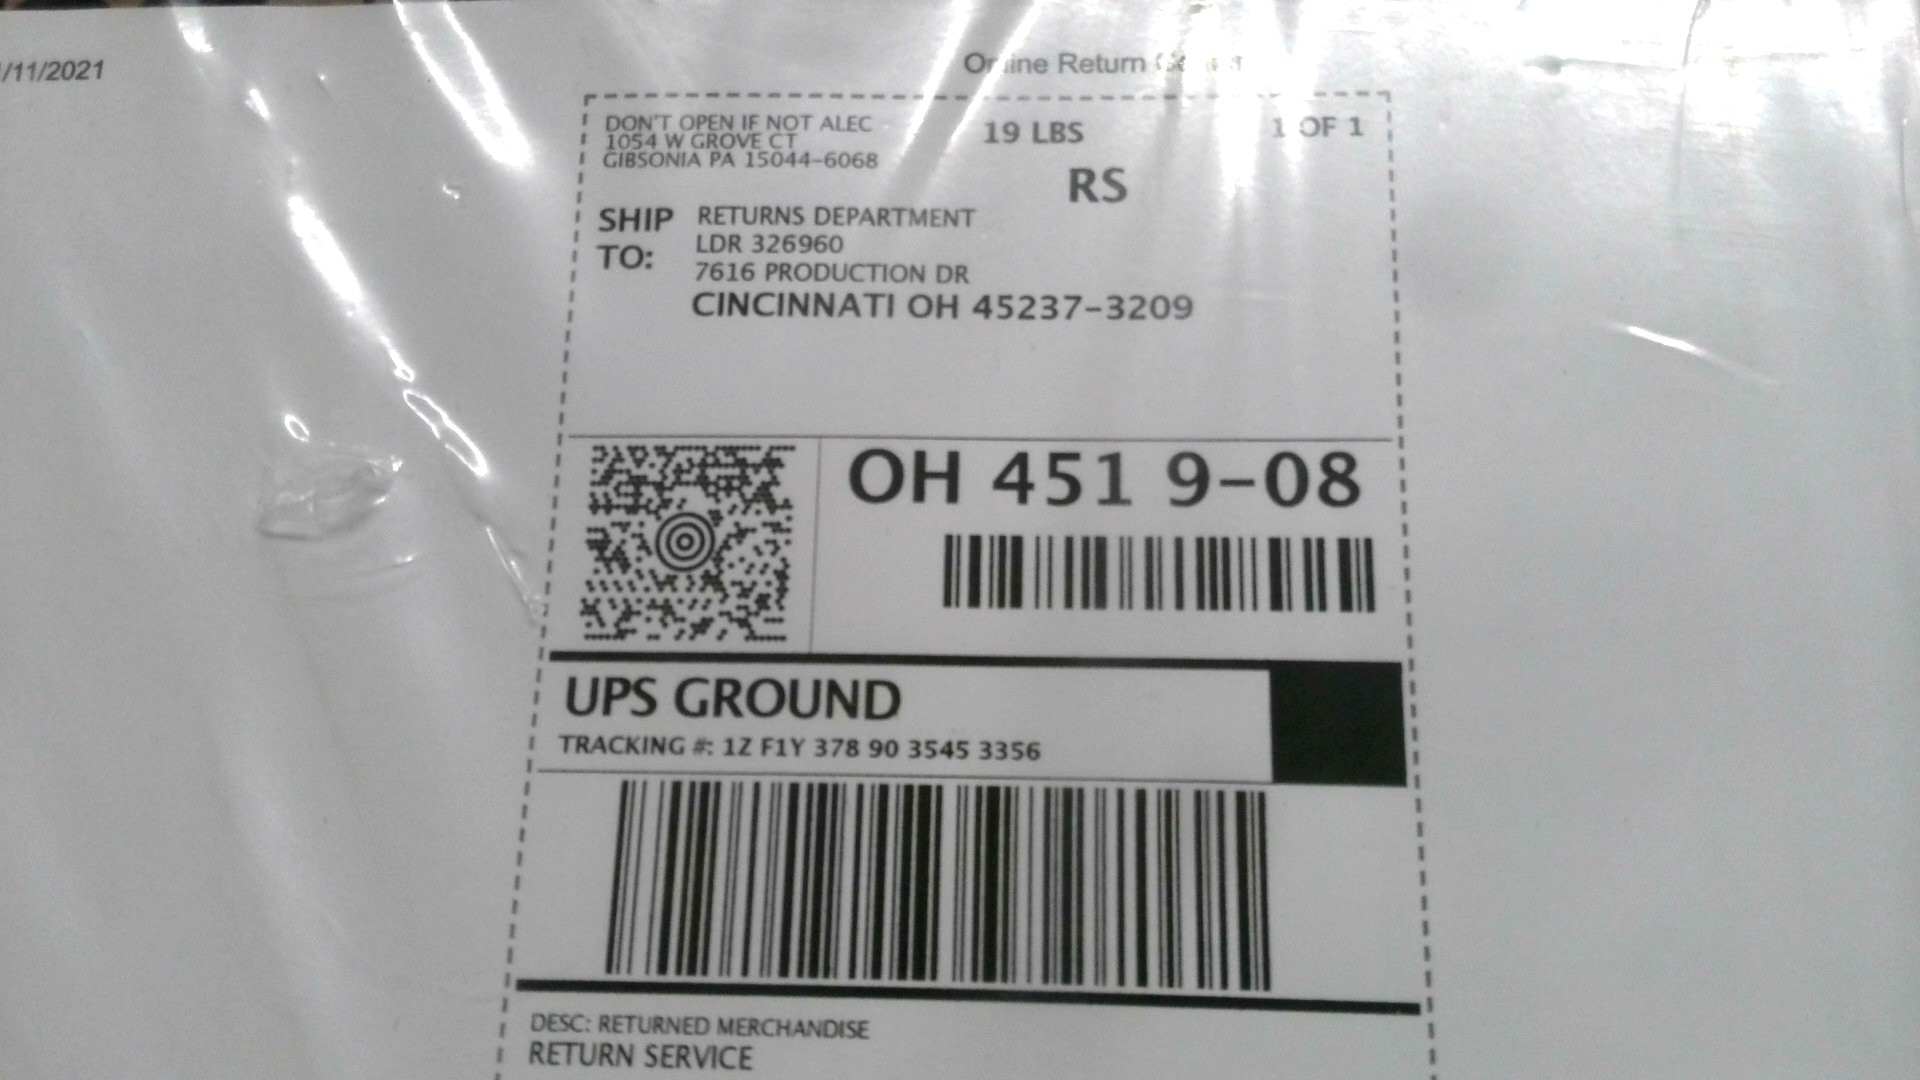 /11/2021
Online Return
DON'T OPEN IF NOT ALEC
1054 W GROVE CT
GIBSONIA PA 15044-6068
19 LBS
1 OF 1
RS
SHIP TO:
RETURNS DEPARTMENT
LDR 326960
7616 PRODUCTION DR
CINCINNATI OH 45237-3209
OH 451 9-08
UPS GROUND
TRACKING #: 1Z F1Y 378 90 3545 3356
DESC: RETURNED MERCHANDISE
RETURN SERVICE